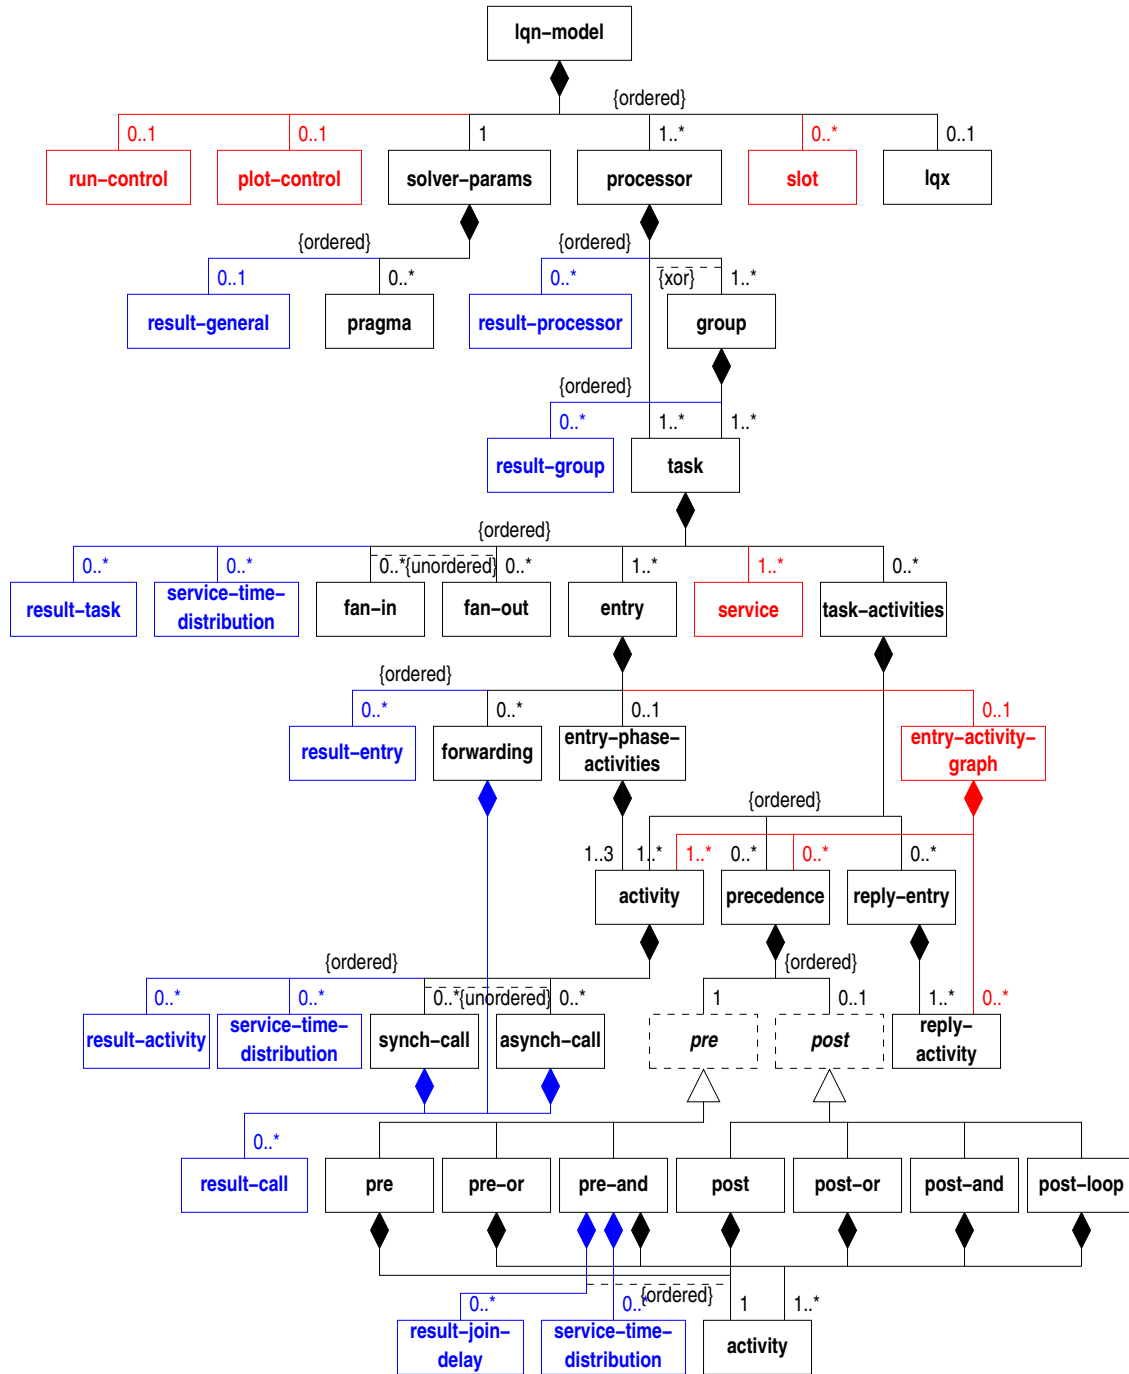 lqn-model
{ordered}
0..1
0..1
1
1..*
0..*
0..1
run-control
plot-control
solver-params
processor
slot
lqx
{ordered}
{ordered}
0..1
0..*
0..*
{xor}
1..*
result-general
pragma
result-processor
group
{ordered}
0..*
1..*
1..*
result-group
task
{ordered}
0..*
0..*
0..*
{unordered}
0..*
1..*
1..*
0..*
result-task
service-time-
distribution
fan-in
fan-out
entry
service
task-activities
{ordered}
0..*
0..*
0..1
0..1
result-entry
forwarding
entry-phase-
activities
entry-activity-
graph
{ordered}
1..3
1..*
1..*
0..*
0..*
0..*
activity
precedence
reply-entry
{ordered}
{ordered}
0..*
0..*
0..*
{unordered}
0..*
1
0..1
1..*
0..*
result-activity
service-time-
distribution
synch-call
asynch-call
pre
post
reply-
activity
0..*
result-call
pre
pre-or
pre-and
post
post-or
post-and
post-loop
0..*
0..*
{ordered}
1
1..*
result-join-
delay
service-time-
distribution
activity